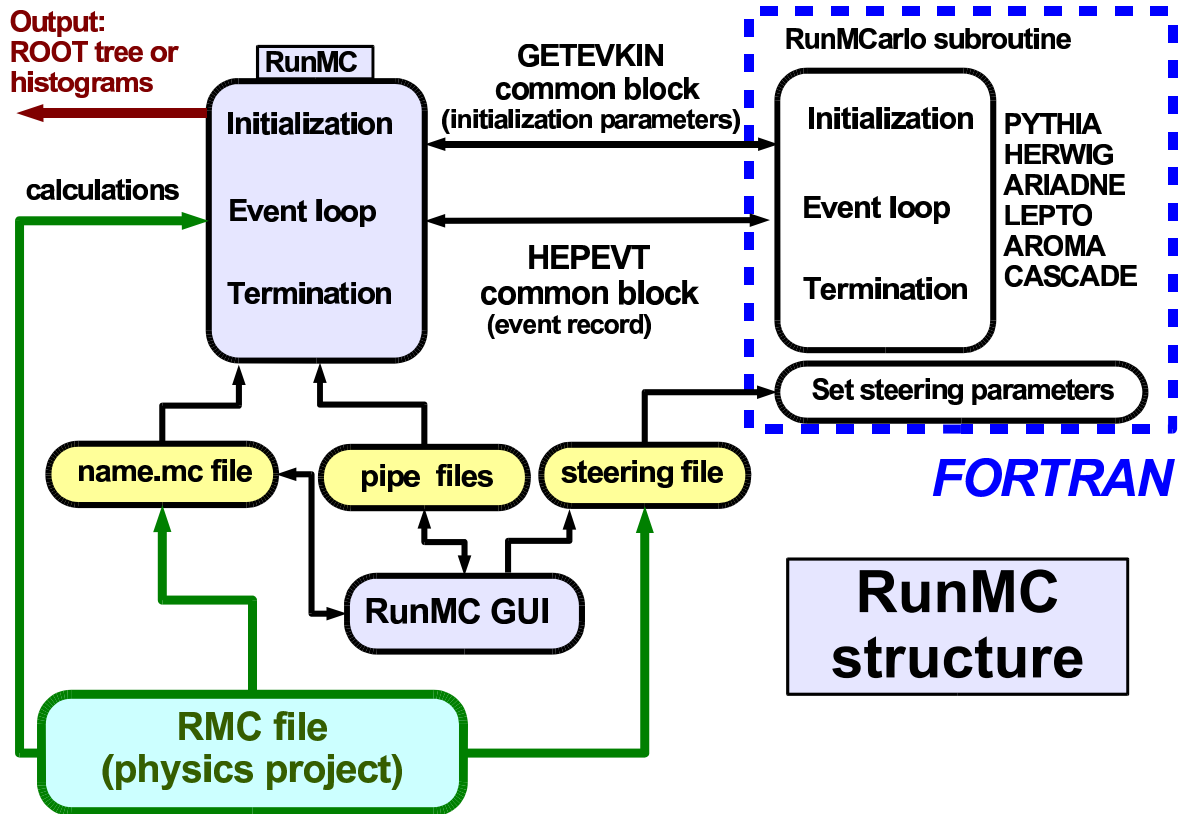 Output:
ROOT tree or
histograms
RunMC
Initialization
Event loop
Termination
calculations
GETEVKIN
common block
(initialization parameters)
HEPEVT
common block
(event record)
RunMCarlo subroutine
Initialization
Event loop
Termination
PYTHIA
HERWIG
ARIADNE
LEPTO
AROMA
CASCADE
Set steering parameters
FORTRAN
name.mc file
pipe files
steering file
RunMC GUI
RMC file
(physics project)
RunMC
structure